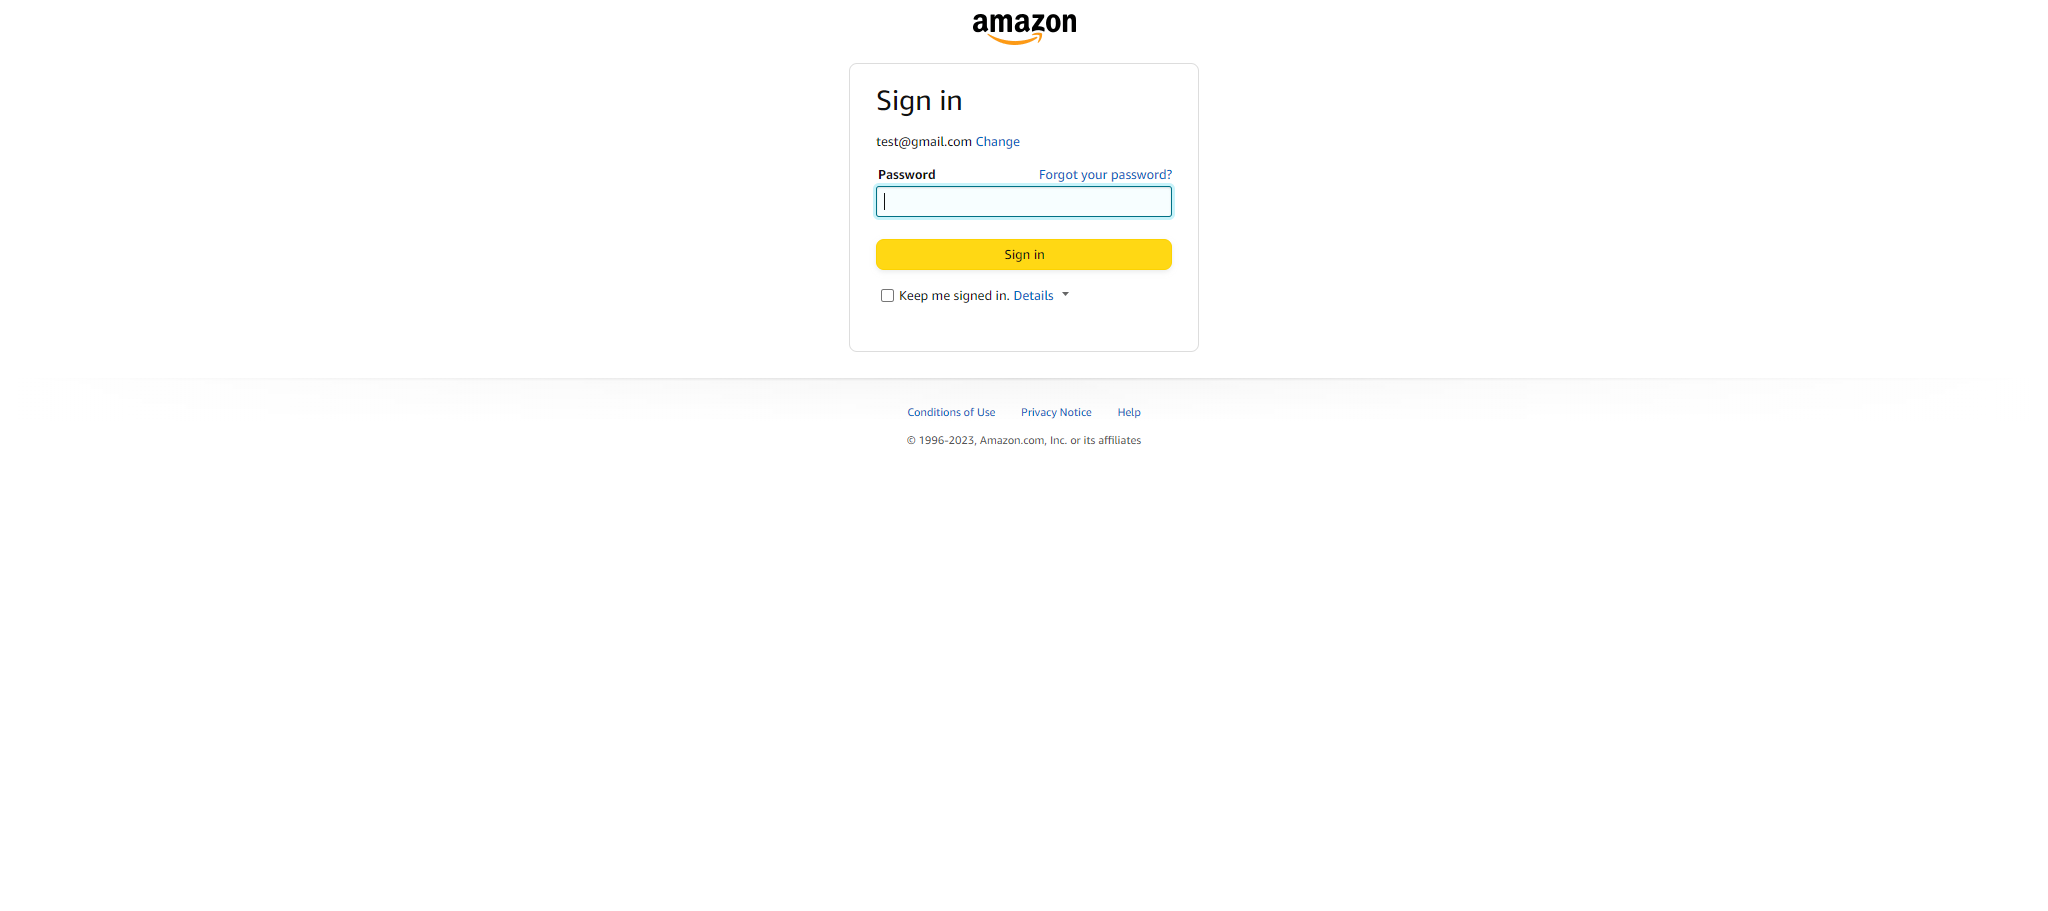 amazon
Sign in
test@gmail.com Change
Password Forgot your password?
Sign in
Keep me signed in. Details
Conditions of Use Privacy Notice Help
© 1996-2023, Amazon.com, Inc. or its affiliates